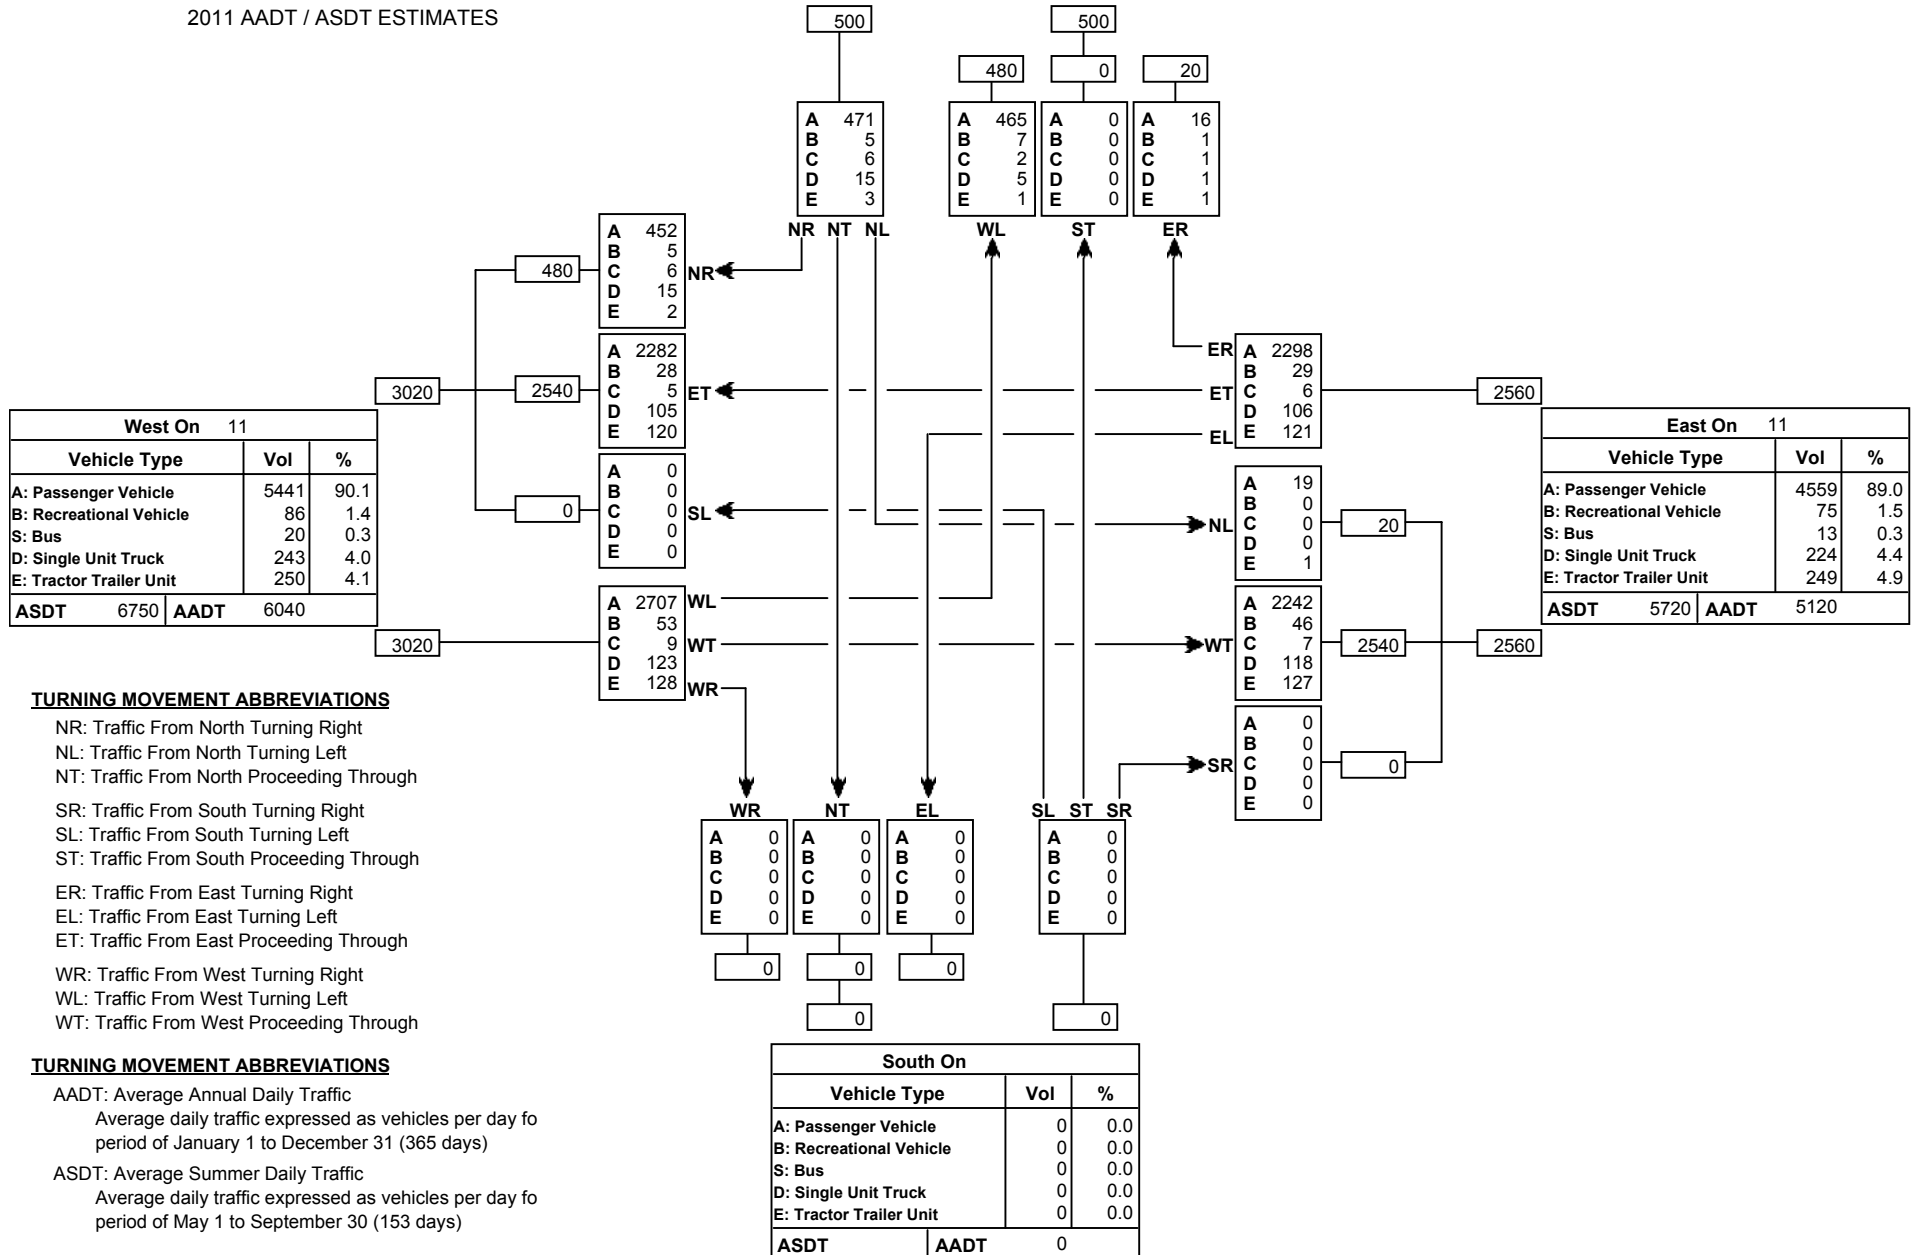 2011 AADT / ASDT ESTIMATES
500
500
480
0
20
A 471
B 5
C 6
D 15
E 3
A 465
B 7
C 2
D 5
E 1
A 0
B 0
C 0
D 0
E 0
A 16
B 1
C 1
D 1
E 1
NR NT NL
WL
ST
ER
480
A 452
B 5
C 6
D 15
E 2
NR
3020
2540
A 2282
B 28
C 5
D 105
E 120
ET
0
A 0
B 0
C 0
D 0
E 0
SL
3020
A 2707
B 53
C 9
D 123
E 128
WL
WT
WR
West On 11
Vehicle Type Vol %
A: Passenger Vehicle 5441 90.1
B: Recreational Vehicle 86 1.4
S: Bus 20 0.3
D: Single Unit Truck 243 4.0
E: Tractor Trailer Unit 250 4.1
ASDT 6750 AADT 6040
ER
ET
EL
A 2298
B 29
C 6
D 106
E 121
2560
NL
A 19
B 0
C 0
D 0
E 1
20
WT
A 2242
B 46
C 7
D 118
E 127
2540
2560
SR
A 0
B 0
C 0
D 0
E 0
0
East On 11
Vehicle Type Vol %
A: Passenger Vehicle 4559 89.0
B: Recreational Vehicle 75 1.5
S: Bus 13 0.3
D: Single Unit Truck 224 4.4
E: Tractor Trailer Unit 249 4.9
ASDT 5720 AADT 5120
TURNING MOVEMENT ABBREVIATIONS
NR: Traffic From North Turning Right
NL: Traffic From North Turning Left
NT: Traffic From North Proceeding Through
SR: Traffic From South Turning Right
SL: Traffic From South Turning Left
ST: Traffic From South Proceeding Through
ER: Traffic From East Turning Right
EL: Traffic From East Turning Left
ET: Traffic From East Proceeding Through
WR: Traffic From West Turning Right
WL: Traffic From West Turning Left
WT: Traffic From West Proceeding Through
TURNING MOVEMENT ABBREVIATIONS
AADT: Average Annual Daily Traffic
Average daily traffic expressed as vehicles per day fo
period of January 1 to December 31 (365 days)
ASDT: Average Summer Daily Traffic
Average daily traffic expressed as vehicles per day fo
period of May 1 to September 30 (153 days)
WR
NT
EL
SL ST SR
A 0
B 0
C 0
D 0
E 0
A 0
B 0
C 0
D 0
E 0
A 0
B 0
C 0
D 0
E 0
A 0
B 0
C 0
D 0
E 0
0
0
0
0
0
South On
Vehicle Type Vol %
A: Passenger Vehicle 0 0.0
B: Recreational Vehicle 0 0.0
S: Bus 0 0.0
D: Single Unit Truck 0 0.0
E: Tractor Trailer Unit 0 0.0
ASDT AADT 0